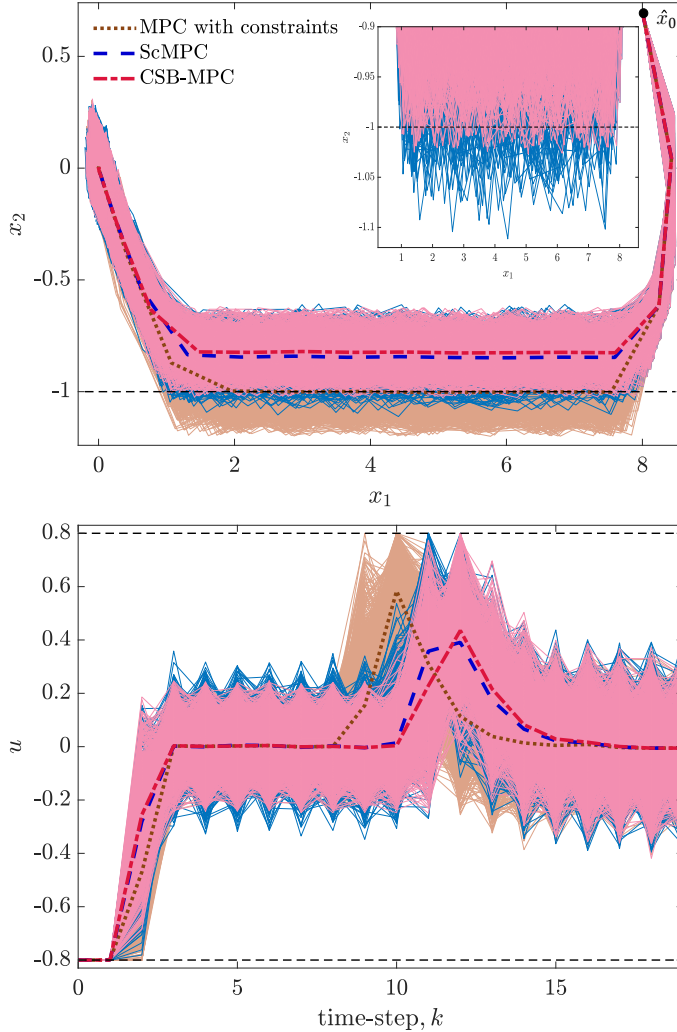 MPC with constraints
ScMPC
CSB-MPC
x̂₀
0.5
0
-0.5
-1
x₂
0 2 4 6 8
x₁
-0.9
-0.95
-1
-1.05
-1.1
x₂
1 2 3 4 5 6 7 8
x₁
0.8
0.6
0.4
0.2
0
-0.2
-0.4
-0.6
-0.8
u
0 5 10 15
time-step, k